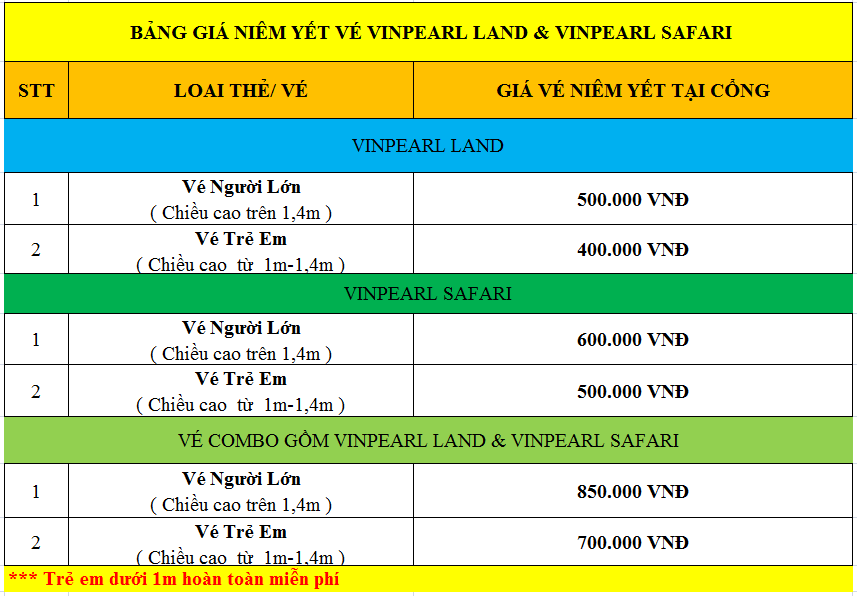 BẢNG GIÁ NIÊM YẾT VÉ VINPEARL LAND & VINPEARL SAFARI
STT LOẠI THẺ/ VÉ GIÁ VÉ NIÊM YẾT TẠI CỔNG
VINPEARL LAND
1 Vé Người Lớn 500.000 VNĐ
( Chiều cao trên 1,4m )
2 Vé Trẻ Em 400.000 VNĐ
( Chiều cao từ 1m-1,4m )
VINPEARL SAFARI
1 Vé Người Lớn 600.000 VNĐ
( Chiều cao trên 1,4m )
2 Vé Trẻ Em 500.000 VNĐ
( Chiều cao từ 1m-1,4m )
VÉ COMBO GỒM VINPEARL LAND & VINPEARL SAFARI
1 Vé Người Lớn 850.000 VNĐ
( Chiều cao trên 1,4m )
2 Vé Trẻ Em 700.000 VNĐ
( Chiều cao từ 1m-1,4m )
*** Trẻ em dưới 1m hoàn toàn miễn phí